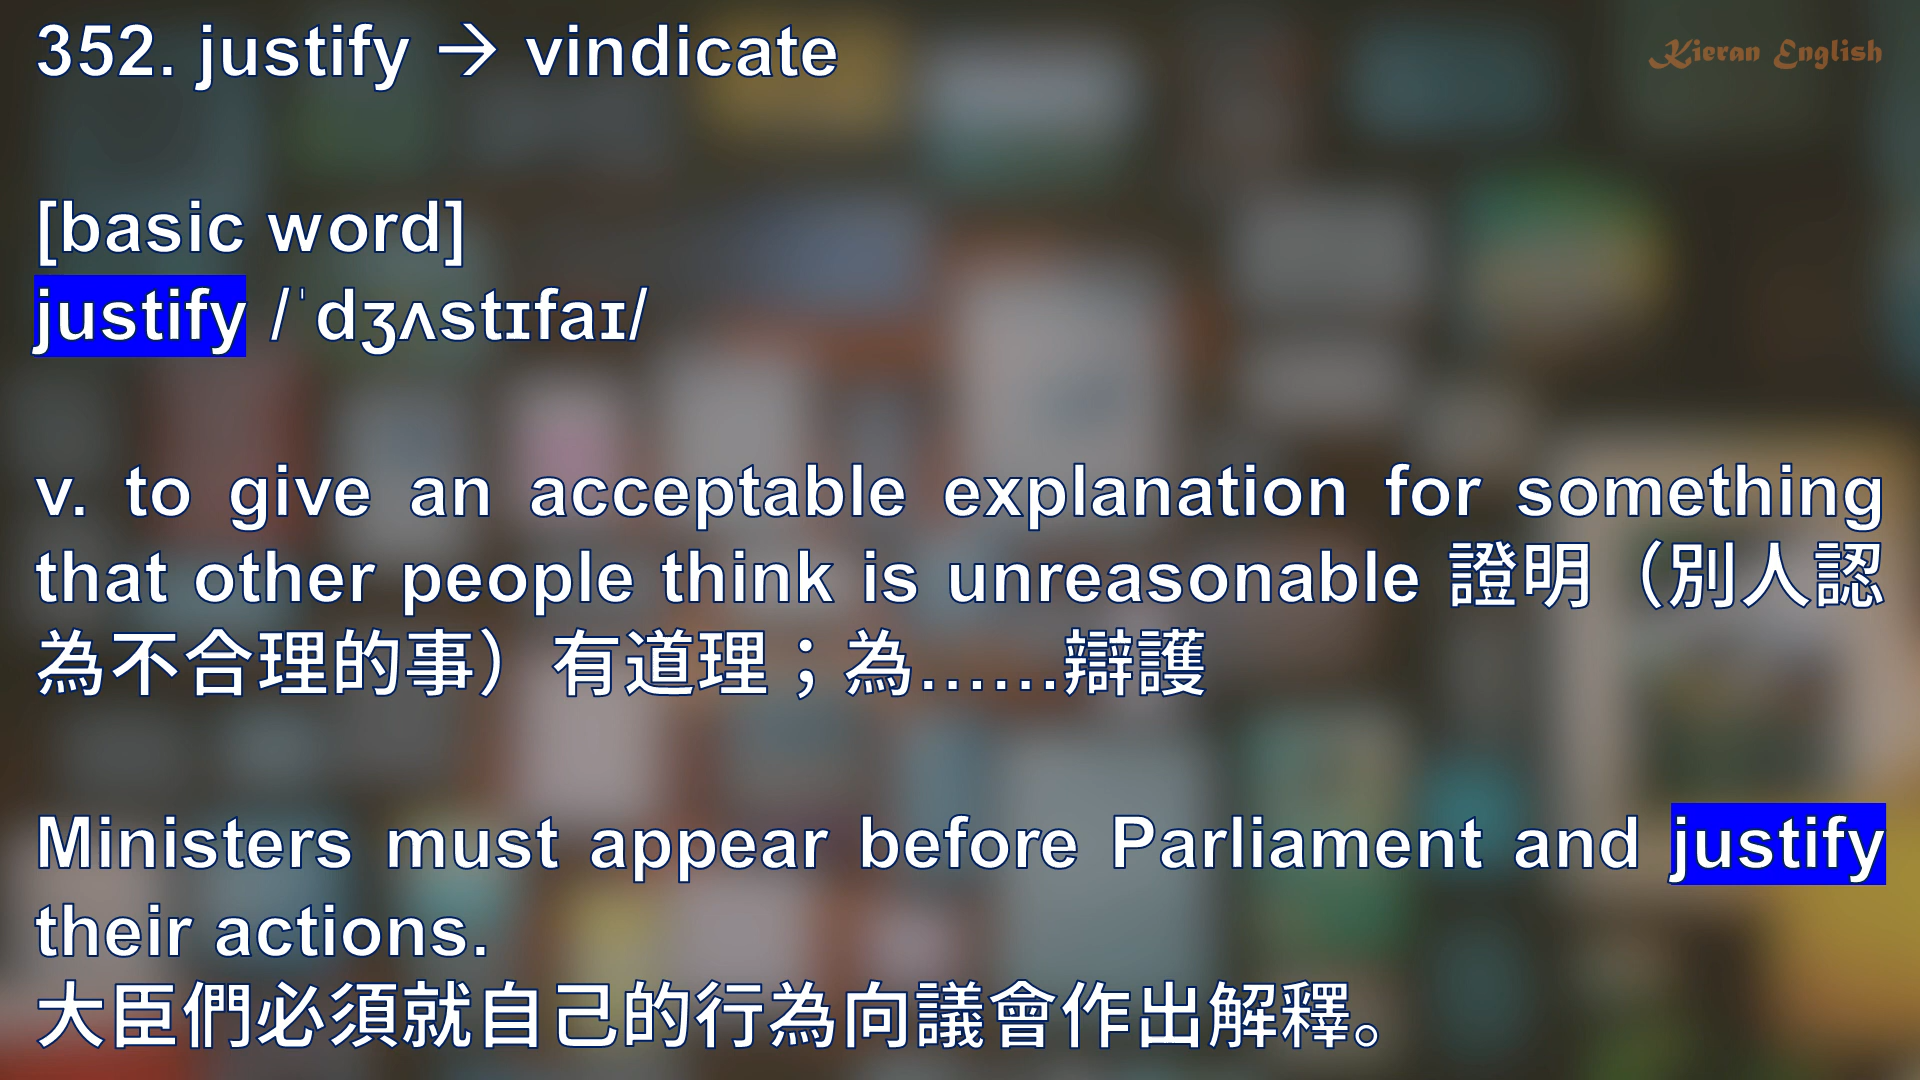 352. justify → vindicate
Kieran English
[basic word]
justify /ˈdʒʌstɪfaɪ/
v. to give an acceptable explanation for something
that other people think is unreasonable 證明（別人認
為不合理的事）有道理；為……辯護
Ministers must appear before Parliament and justify
their actions.
大臣們必須就自己的行為向議會作出解釋。